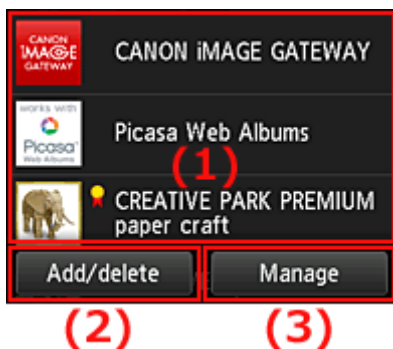 CANON
iMAGE
GATEWAY
CANON iMAGE GATEWAY
works with
Picasa
Web Albums
Picasa Web Albums
(1)
CREATIVE PARK PREMIUM
paper craft
Add/delete
Manage
(2)
(3)